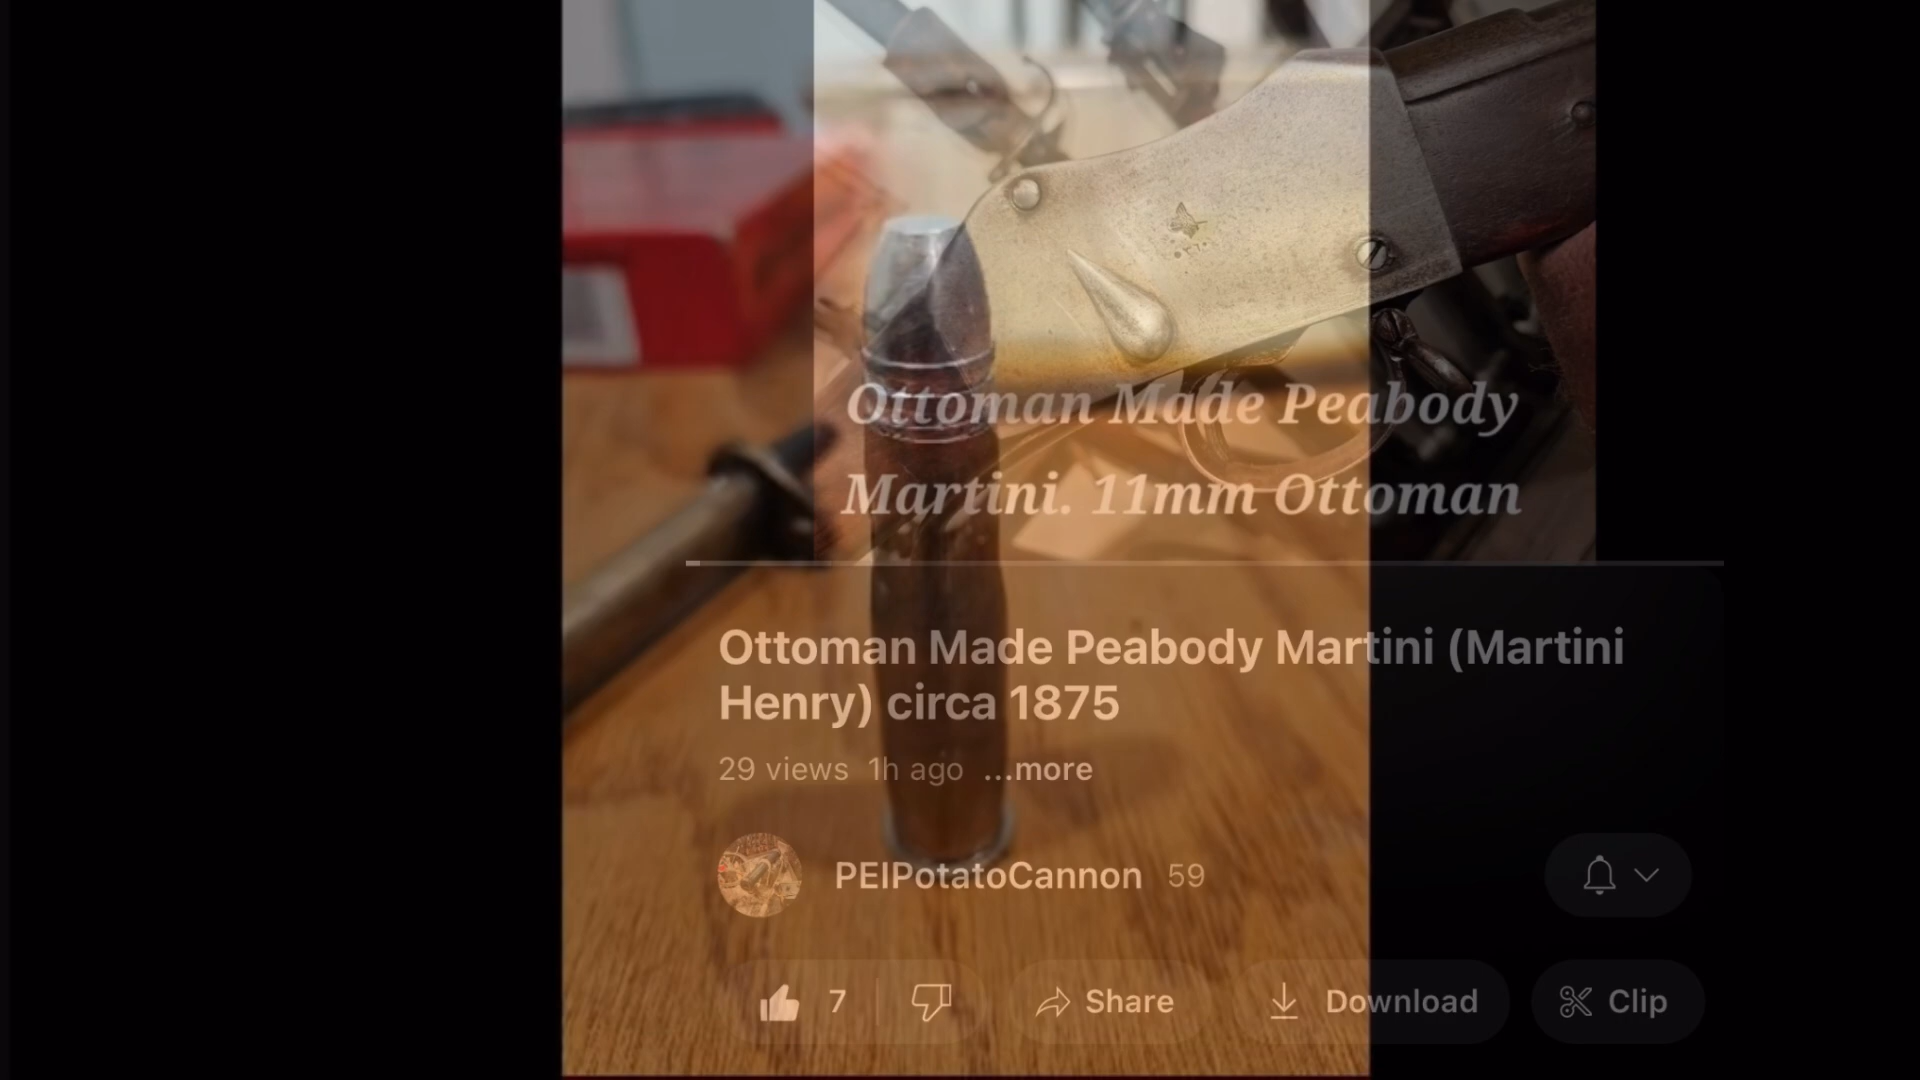 Ottoman Made Peabody
Martini. 11mm Ottoman
Ottoman Made Peabody Martini (Martini
Henry) circa 1875
29 views 1h ago ...more
PEIPotatoCannon 59
7 Share Download Clip